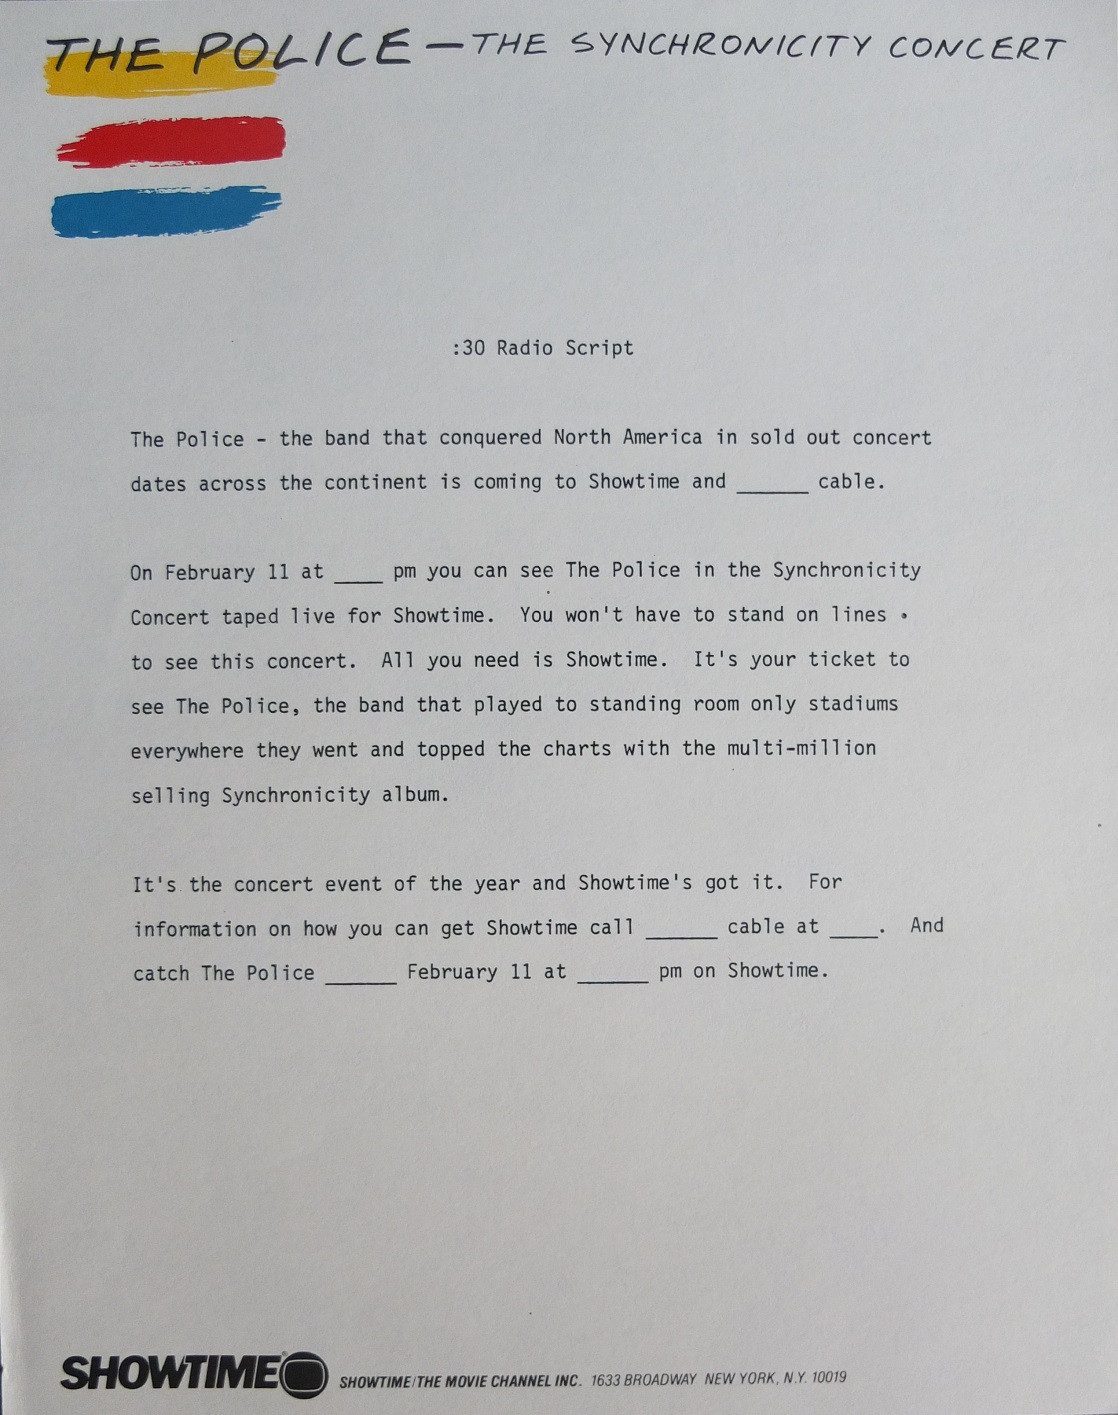 THE POLICE — THE SYNCHRONICITY CONCERT
:30 Radio Script
The Police - the band that conquered North America in sold out concert
dates across the continent is coming to Showtime and ______ cable.
On February 11 at ____ pm you can see The Police in the Synchronicity
Concert taped live for Showtime. You won't have to stand on lines
to see this concert. All you need is Showtime. It's your ticket to
see The Police, the band that played to standing room only stadiums
everywhere they went and topped the charts with the multi-million
selling Synchronicity album.
It's the concert event of the year and Showtime's got it. For
information on how you can get Showtime call ______ cable at ____. And
catch The Police ______ February 11 at ______ pm on Showtime.
SHOWTIME® SHOWTIME/THE MOVIE CHANNEL INC. 1633 BROADWAY NEW YORK, N.Y. 10019